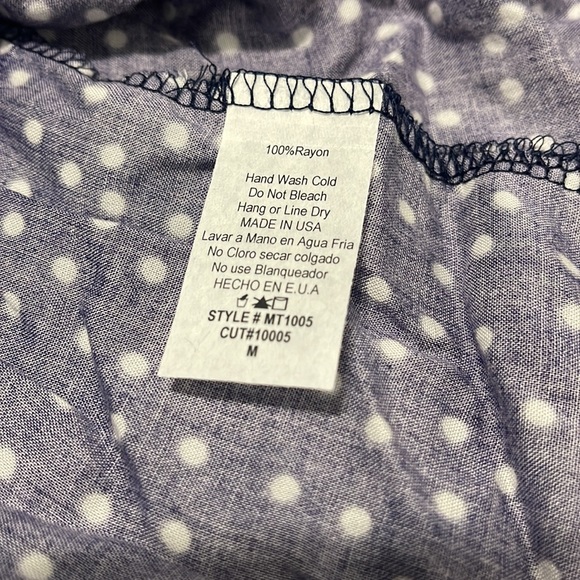 100%Rayon
Hand Wash Cold
Do Not Bleach
Hang or Line Dry
MADE IN USA
Lavar a Mano en Agua Fria
No Cloro secar colgado
No use Blanqueador
HECHO EN E.U.A
STYLE # MT1005
CUT#10005
M